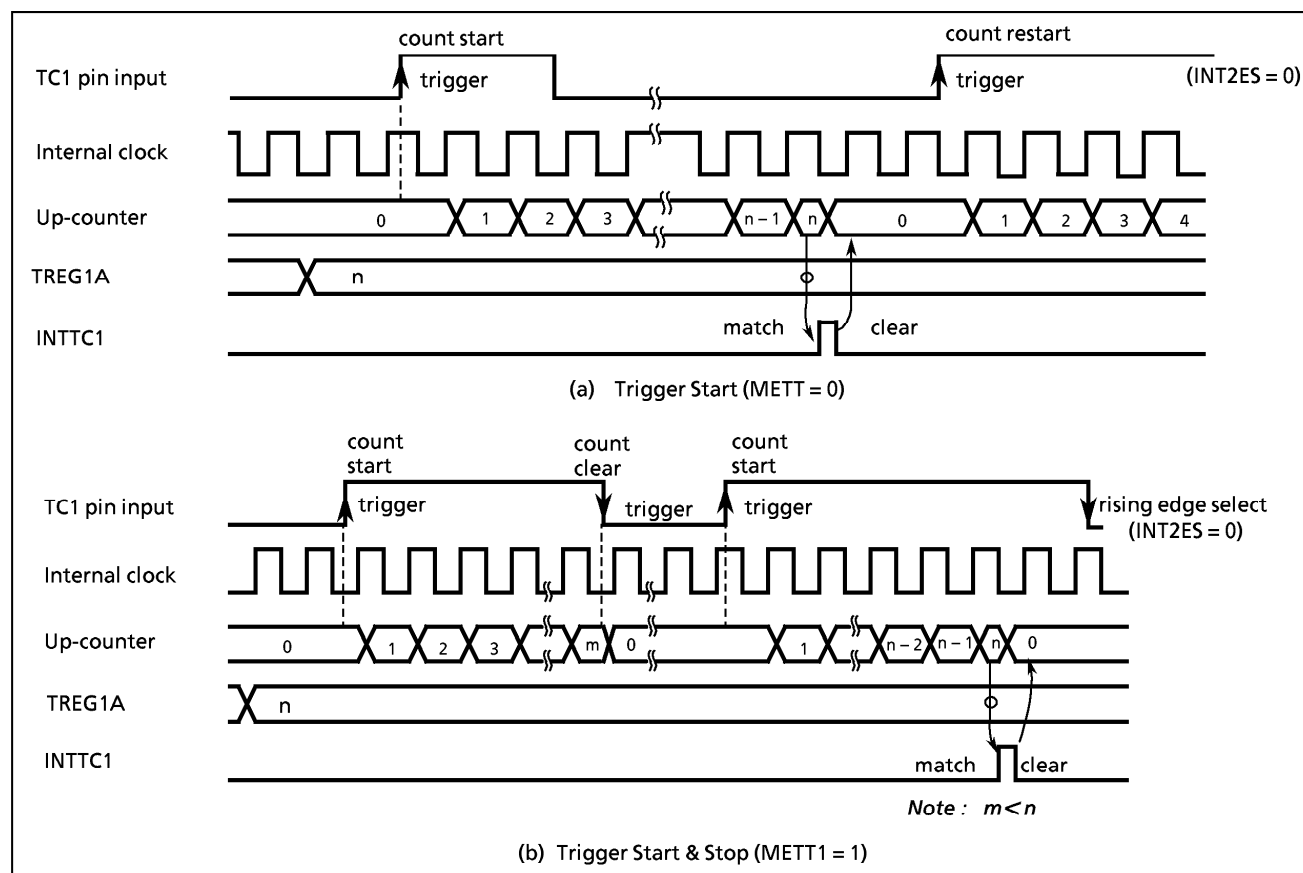 count start
count restart
TC1 pin input
trigger
trigger
(INT2ES = 0)
Internal clock
Up-counter
0 1 2 3 n – 1 n 0 1 2 3 4
TREG1A
n
INTTC1
match
clear
(a) Trigger Start (METT = 0)
count
start
count
clear
count
start
TC1 pin input
trigger
trigger
trigger
rising edge select
(INT2ES = 0)
Internal clock
Up-counter
0 1 2 3 m 0 1 n – 2 n – 1 n 0
TREG1A
n
INTTC1
match
clear
Note : m < n
(b) Trigger Start & Stop (METT1 = 1)